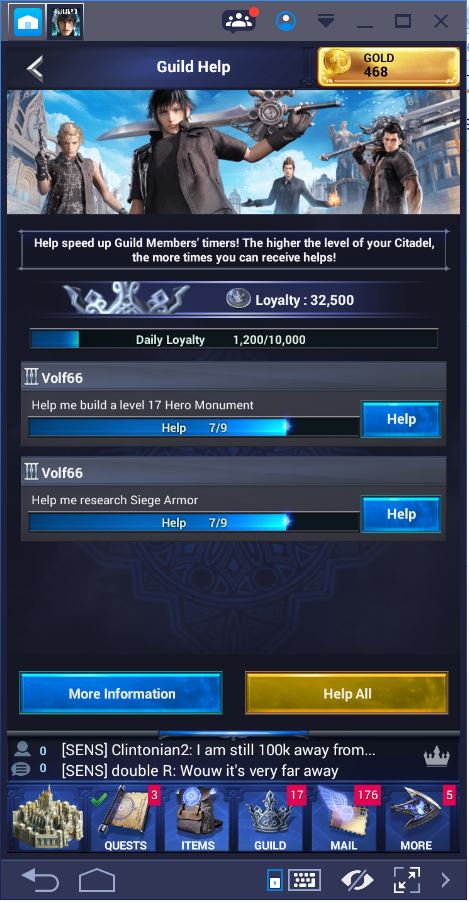 Guild Help
GOLD
468
Help speed up Guild Members' timers! The higher the level of your Citadel,
the more times you can receive helps!
Loyalty : 32,500
Daily Loyalty 1,200/10,000
Volf66
Help me build a level 17 Hero Monument
Help 7/9
Help
Volf66
Help me research Siege Armor
Help 7/9
Help
More Information
Help All
0 [SENS] Clintonian2: I am still 100k away from...
0 [SENS] double R: Wouw it's very far away
3
17
176
5
QUESTS
ITEMS
GUILD
MAIL
MORE